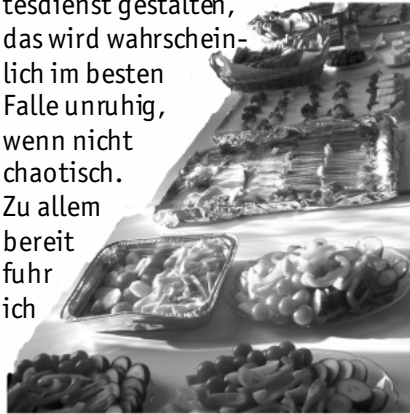 tesdienst gestalten,
das wird wahrschein-
lich im besten
Falle unruhig,
wenn nicht
chaotisch.
Zu allem
bereit
fuhr
ich